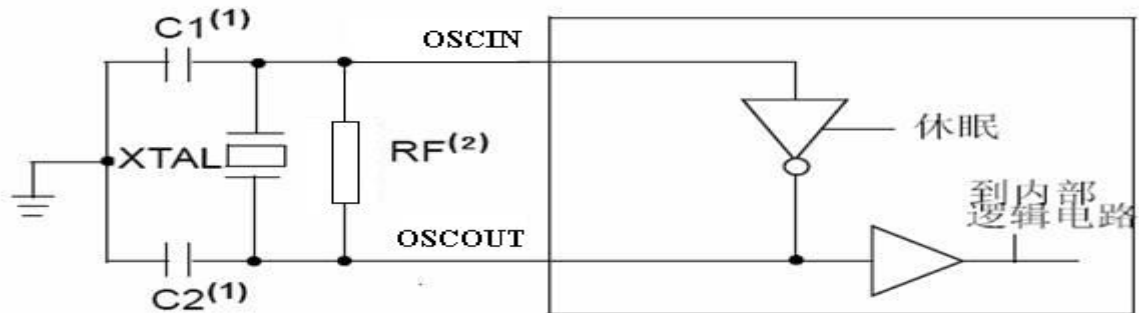 C1(1)
OSCIN
休眠
XTAL
RF(2)
到内部
逻辑电路
OSCOUT
C2(1)